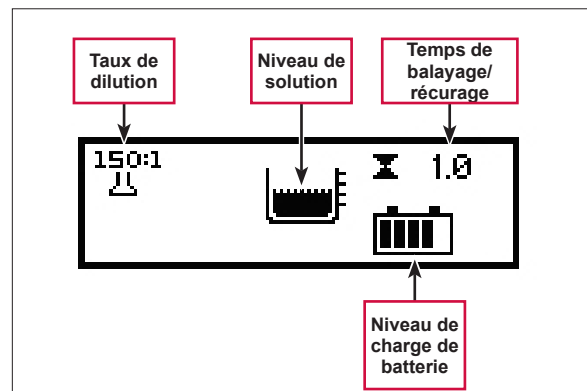 Taux de
dilution
Niveau de
solution
Temps de
balayage/
récurage
150:1
1.0
Niveau de
charge de
batterie